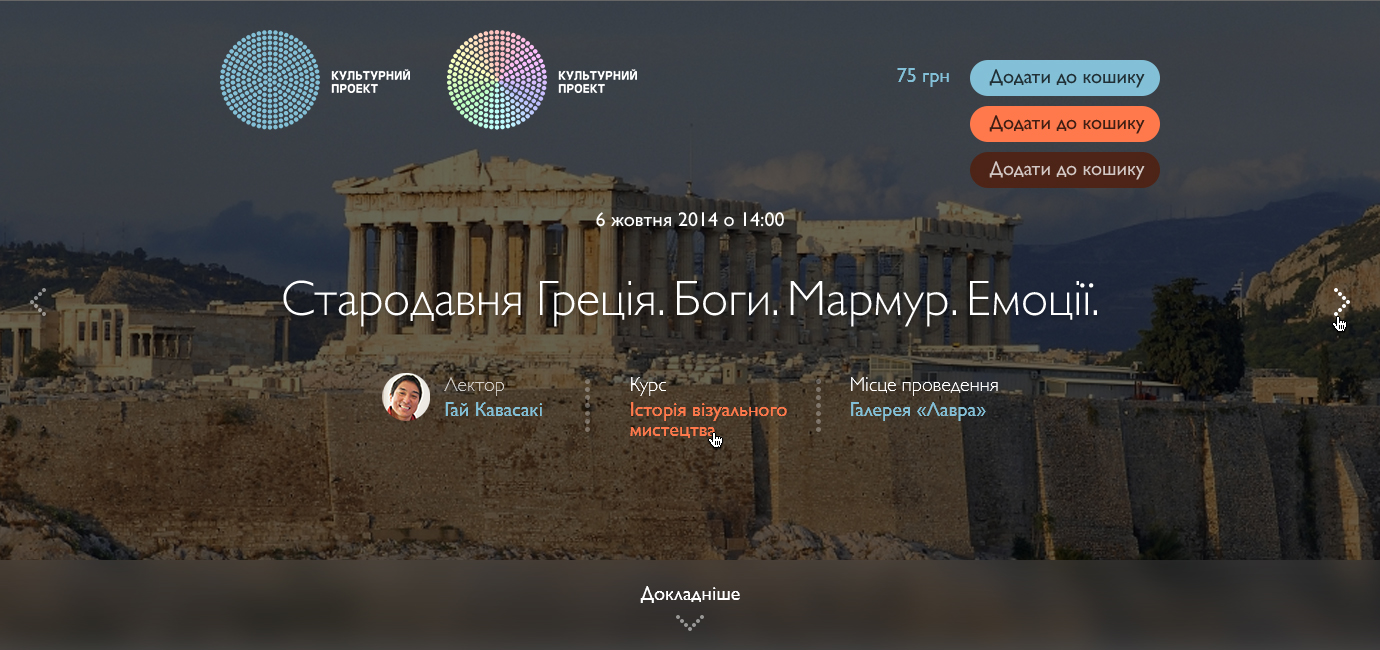 КУЛЬТУРНИЙ
ПРОЕКТ
КУЛЬТУРНИЙ
ПРОЕКТ
75 грн
Додати до кошику
Додати до кошику
Додати до кошику
6 жовтня 2014 о 14:00
Стародавня Греція. Боги. Мармур. Емоції.
Лектор
Гай Кавасакі
Курс
Історія візуального
мистецтва
Місце проведення
Галерея «Лавра»
Докладніше